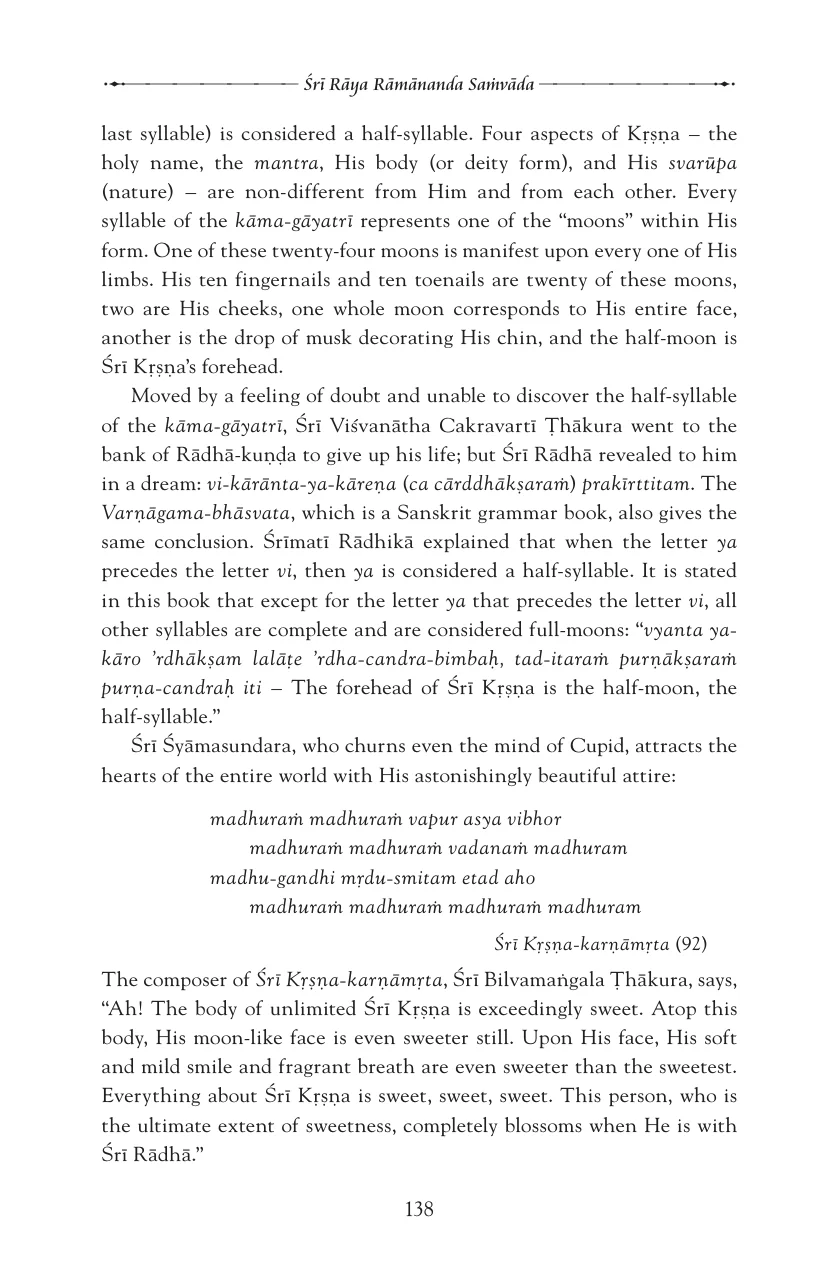 Śrī Rāya Rāmānanda Saṁvāda
last syllable) is considered a half-syllable. Four aspects of Kṛṣṇa – the
holy name, the mantra, His body (or deity form), and His svarūpa
(nature) – are non-different from Him and from each other. Every
syllable of the kāma-gāyatrī represents one of the “moons” within His
form. One of these twenty-four moons is manifest upon every one of His
limbs. His ten fingernails and ten toenails are twenty of these moons,
two are His cheeks, one whole moon corresponds to His entire face,
another is the drop of musk decorating His chin, and the half-moon is
Śrī Kṛṣṇa’s forehead.
Moved by a feeling of doubt and unable to discover the half-syllable
of the kāma-gāyatrī, Śrī Viśvanātha Cakravartī Ṭhākura went to the
bank of Rādhā-kuṇḍa to give up his life; but Śrī Rādhā revealed to him
in a dream: vi-kārānta-ya-kāreṇa (ca cārddhākṣaraṁ) prakīrttitam. The
Varṇāgama-bhāsvata, which is a Sanskrit grammar book, also gives the
same conclusion. Śrīmatī Rādhikā explained that when the letter ya
precedes the letter vi, then ya is considered a half-syllable. It is stated
in this book that except for the letter ya that precedes the letter vi, all
other syllables are complete and are considered full-moons: “vyanta ya-
kāro ’rdhākṣam lalāṭe ’rdha-candra-bimbaḥ, tad-itaraṁ purṇākṣaraṁ
purṇa-candraḥ iti – The forehead of Śrī Kṛṣṇa is the half-moon, the
half-syllable.”
Śrī Śyāmasundara, who churns even the mind of Cupid, attracts the
hearts of the entire world with His astonishingly beautiful attire:
madhuraṁ madhuraṁ vapur asya vibhor
madhuraṁ madhuraṁ vadanaṁ madhuram
madhu-gandhi mṛdu-smitam etad aho
madhuraṁ madhuraṁ madhuraṁ madhuram
Śrī Kṛṣṇa-karṇāmṛta (92)
The composer of Śrī Kṛṣṇa-karṇāmṛta, Śrī Bilvamaṅgala Ṭhākura, says,
“Ah! The body of unlimited Śrī Kṛṣṇa is exceedingly sweet. Atop this
body, His moon-like face is even sweeter still. Upon His face, His soft
and mild smile and fragrant breath are even sweeter than the sweetest.
Everything about Śrī Kṛṣṇa is sweet, sweet, sweet. This person, who is
the ultimate extent of sweetness, completely blossoms when He is with
Śrī Rādhā.”
138